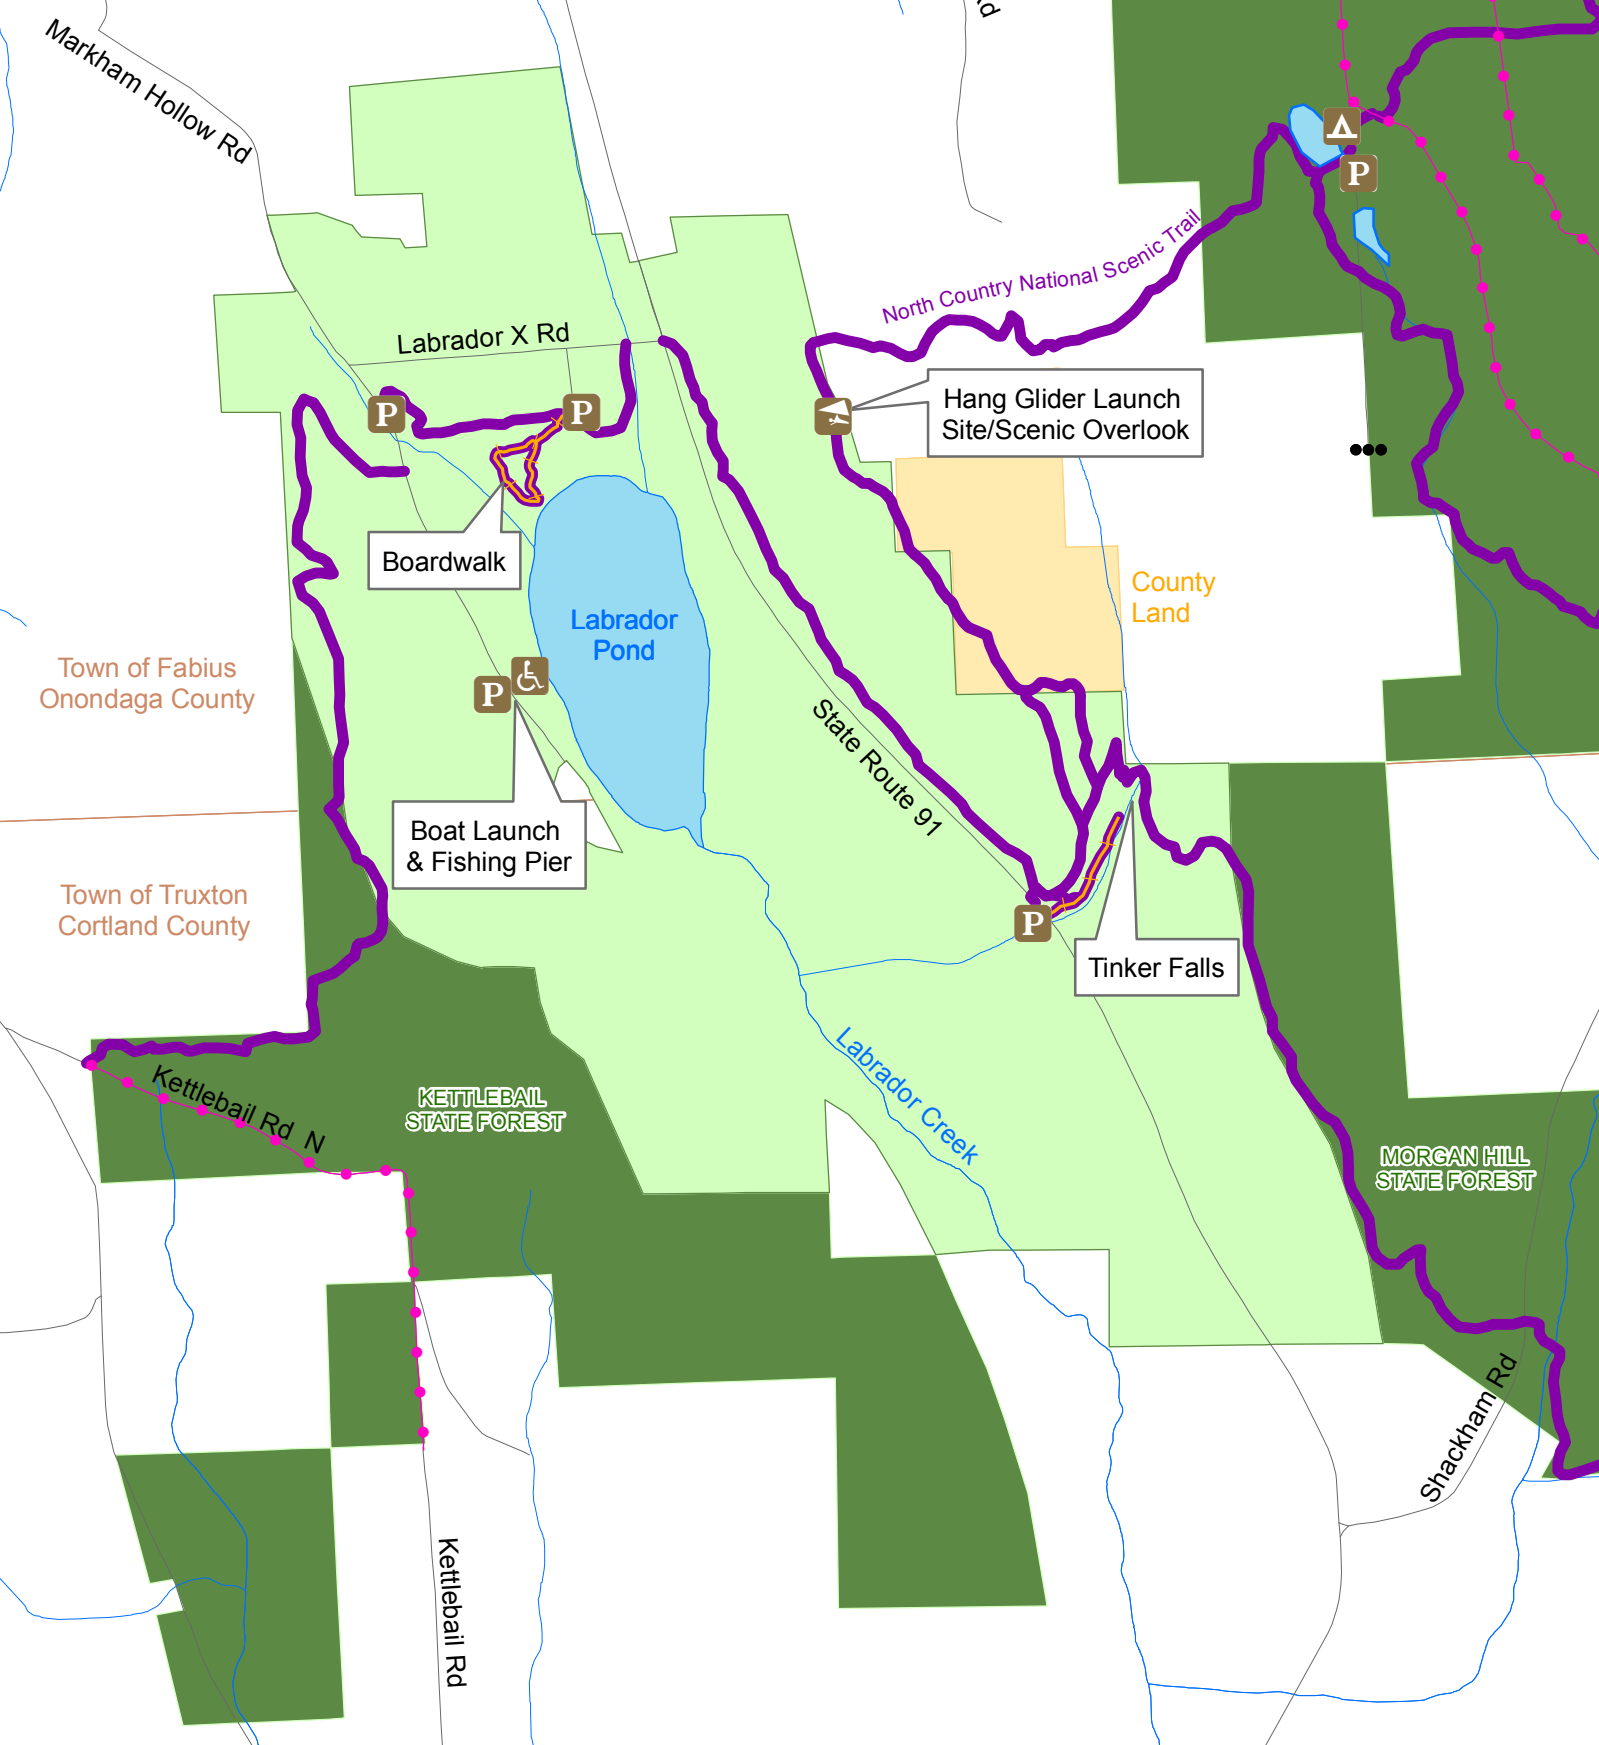 Markham Hollow Rd
d
North Country National Scenic Trail
P
Labrador X Rd
Hang Glider Launch
Site/Scenic Overlook
P
P
Boardwalk
County
Land
Labrador
Pond
Town of Fabius
Onondaga County
P
State Route 91
Boat Launch
& Fishing Pier
Town of Truxton
Cortland County
P
Tinker Falls
Labrador Creek
Kettlebail Rd N
KETTLEBAIL
STATE FOREST
MORGAN HILL
STATE FOREST
Shackham Rd
Kettlebail Rd